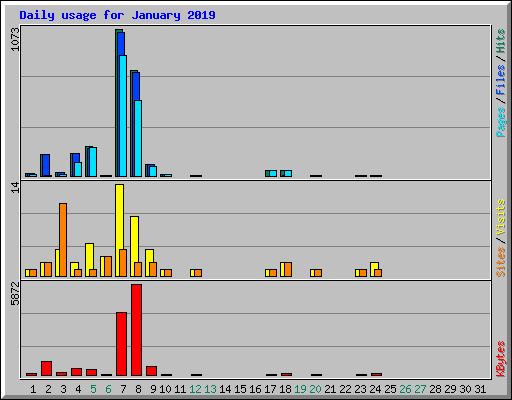 Daily usage for January 2019
1073
14
5872
Pages / Files / Hits
Sites / Visits
KBytes
1 2 3 4 5 6 7 8 9 10 11 12 13 14 15 16 17 18 19 20 21 22 23 24 25 26 27 28 29 30 31